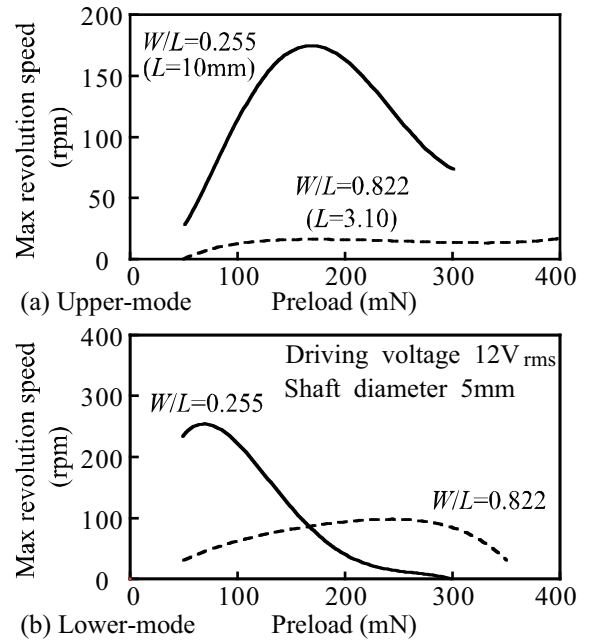 200
150
100
50
0
Max revolution speed
(rpm)
W/L=0.255
(L=10mm)
W/L=0.822
(L=3.10)
0 100 200 300 400
(a) Upper-mode Preload (mN)
400
300
200
100
0
Max revolution speed
(rpm)
Driving voltage 12Vrms
Shaft diameter 5mm
W/L=0.255
W/L=0.822
0 100 200 300 400
(b) Lower-mode Preload (mN)